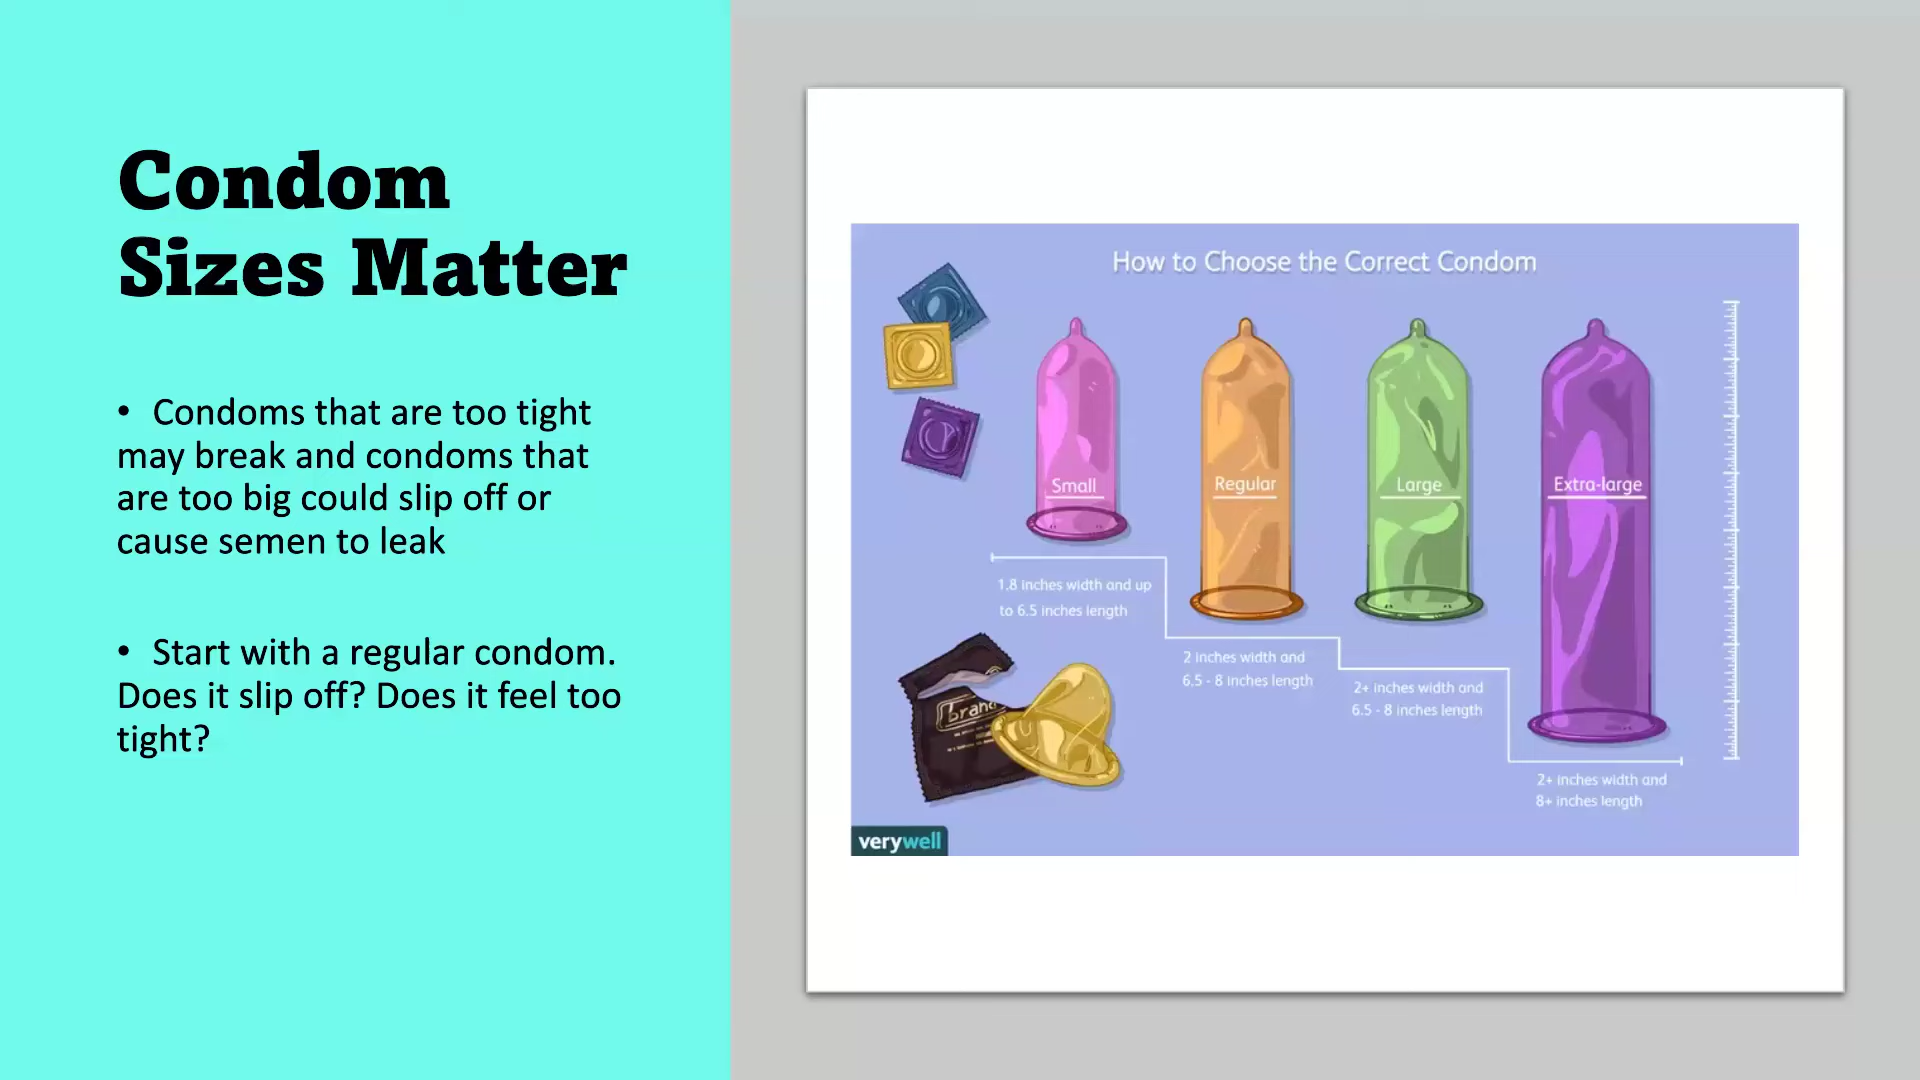 Condom
Sizes Matter
• Condoms that are too tight
may break and condoms that
are too big could slip off or
cause semen to leak
• Start with a regular condom.
Does it slip off? Does it feel too
tight?
How to Choose the Correct Condom
Small
Regular
Large
Extra-large
1.8 inches width and up
to 6.5 inches length
2 inches width and
6.5 - 8 inches length
2+ inches width and
6.5 - 8 inches length
2+ inches width and
8+ inches length
brand
verywell